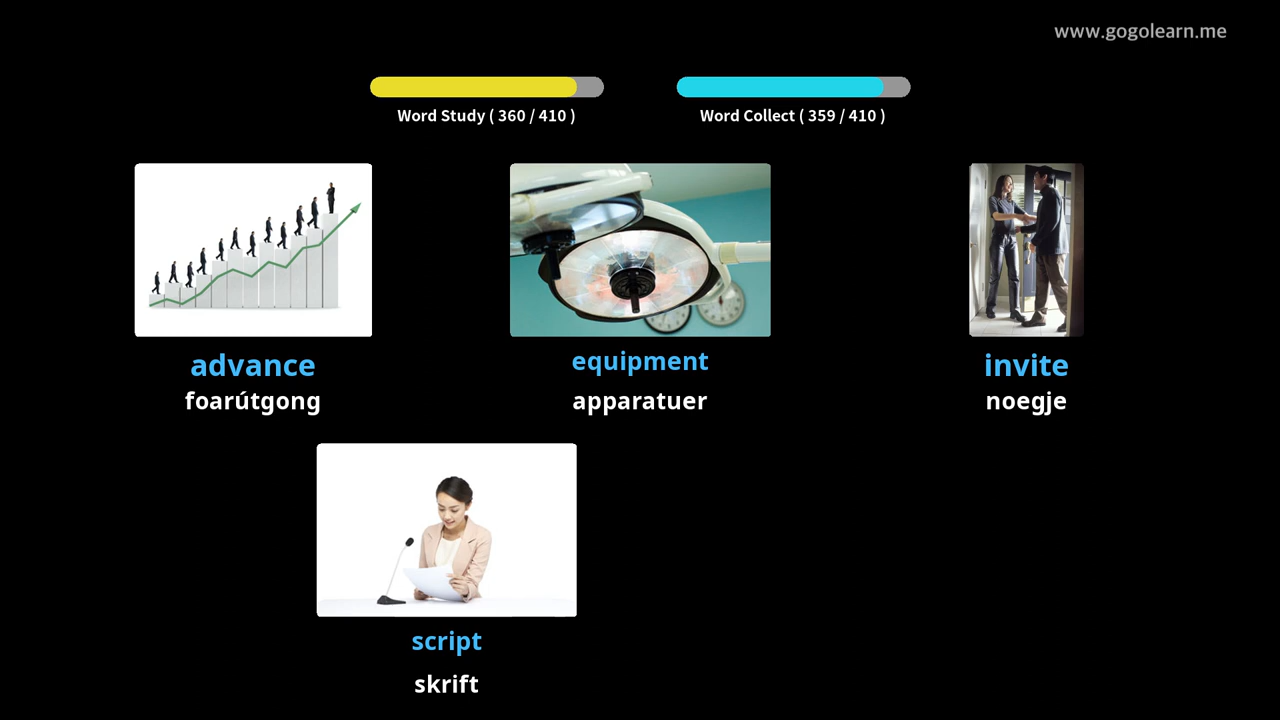 www.gogolearn.me
Word Study ( 360 / 410 )
Word Collect ( 359 / 410 )
advance
foarútgong
equipment
apparatuer
invite
noegje
script
skrift